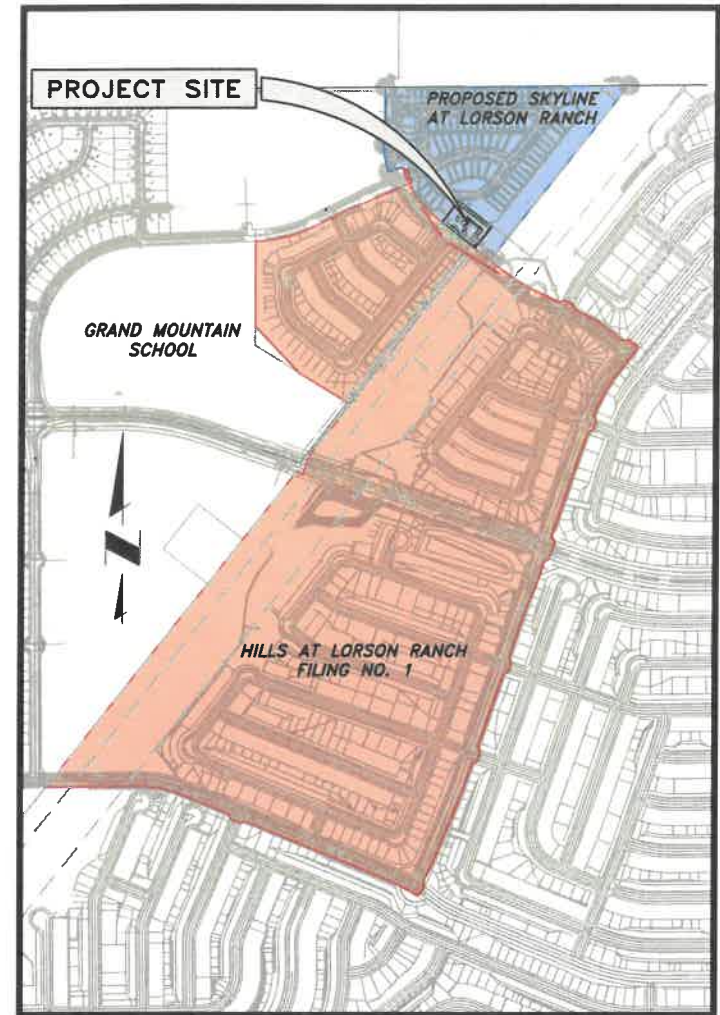 PROJECT SITE
PROPOSED SKYLINE
AT LORSON RANCH
GRAND MOUNTAIN
SCHOOL
HILLS AT LORSON RANCH
FILING NO. 1